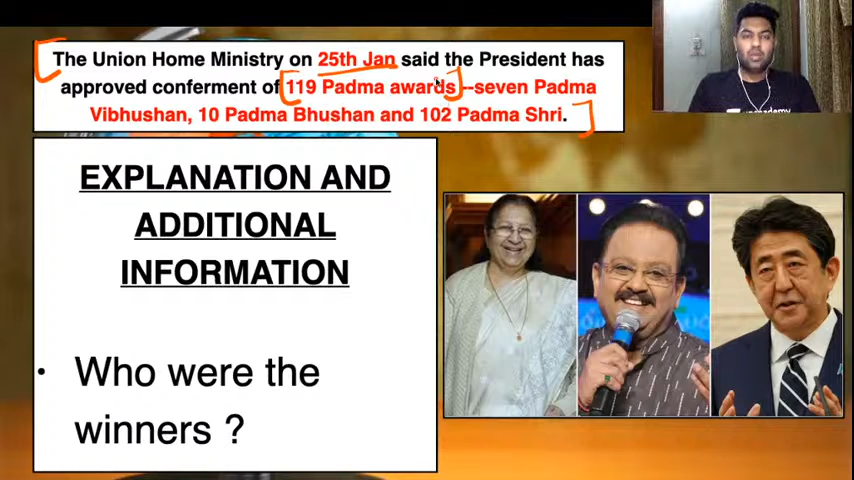 The Union Home Ministry on 25th Jan said the President has
approved conferment of 119 Padma awards --seven Padma
Vibhushan, 10 Padma Bhushan and 102 Padma Shri.
EXPLANATION AND
ADDITIONAL
INFORMATION
• Who were the
winners ?